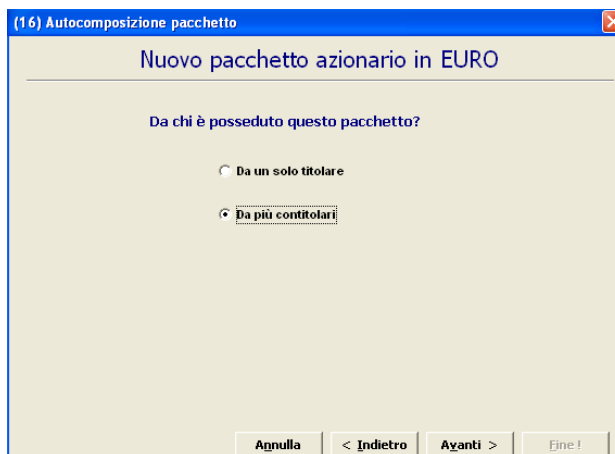 (16) Autocomposizione pacchetto
Nuovo pacchetto azionario in EURO
Da chi è posseduto questo pacchetto?
Da un solo titolare
Da più contitolari
Annulla < Indietro Avanti > Fine !